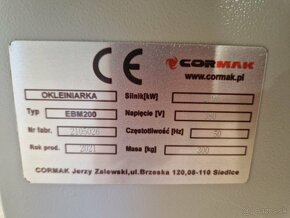 CE CORMAK
www.cormak.pl
OKLEINIARKA Silnik[kW]
Typ EBM200 Napięcie [V]
Nr fabr. Częstotliwość [Hz] 50
Rok prod. 2021 Masa [kg] 200
CORMAK Jerzy Zalewski,ul.Brzeska 120,08-110 Siedlce